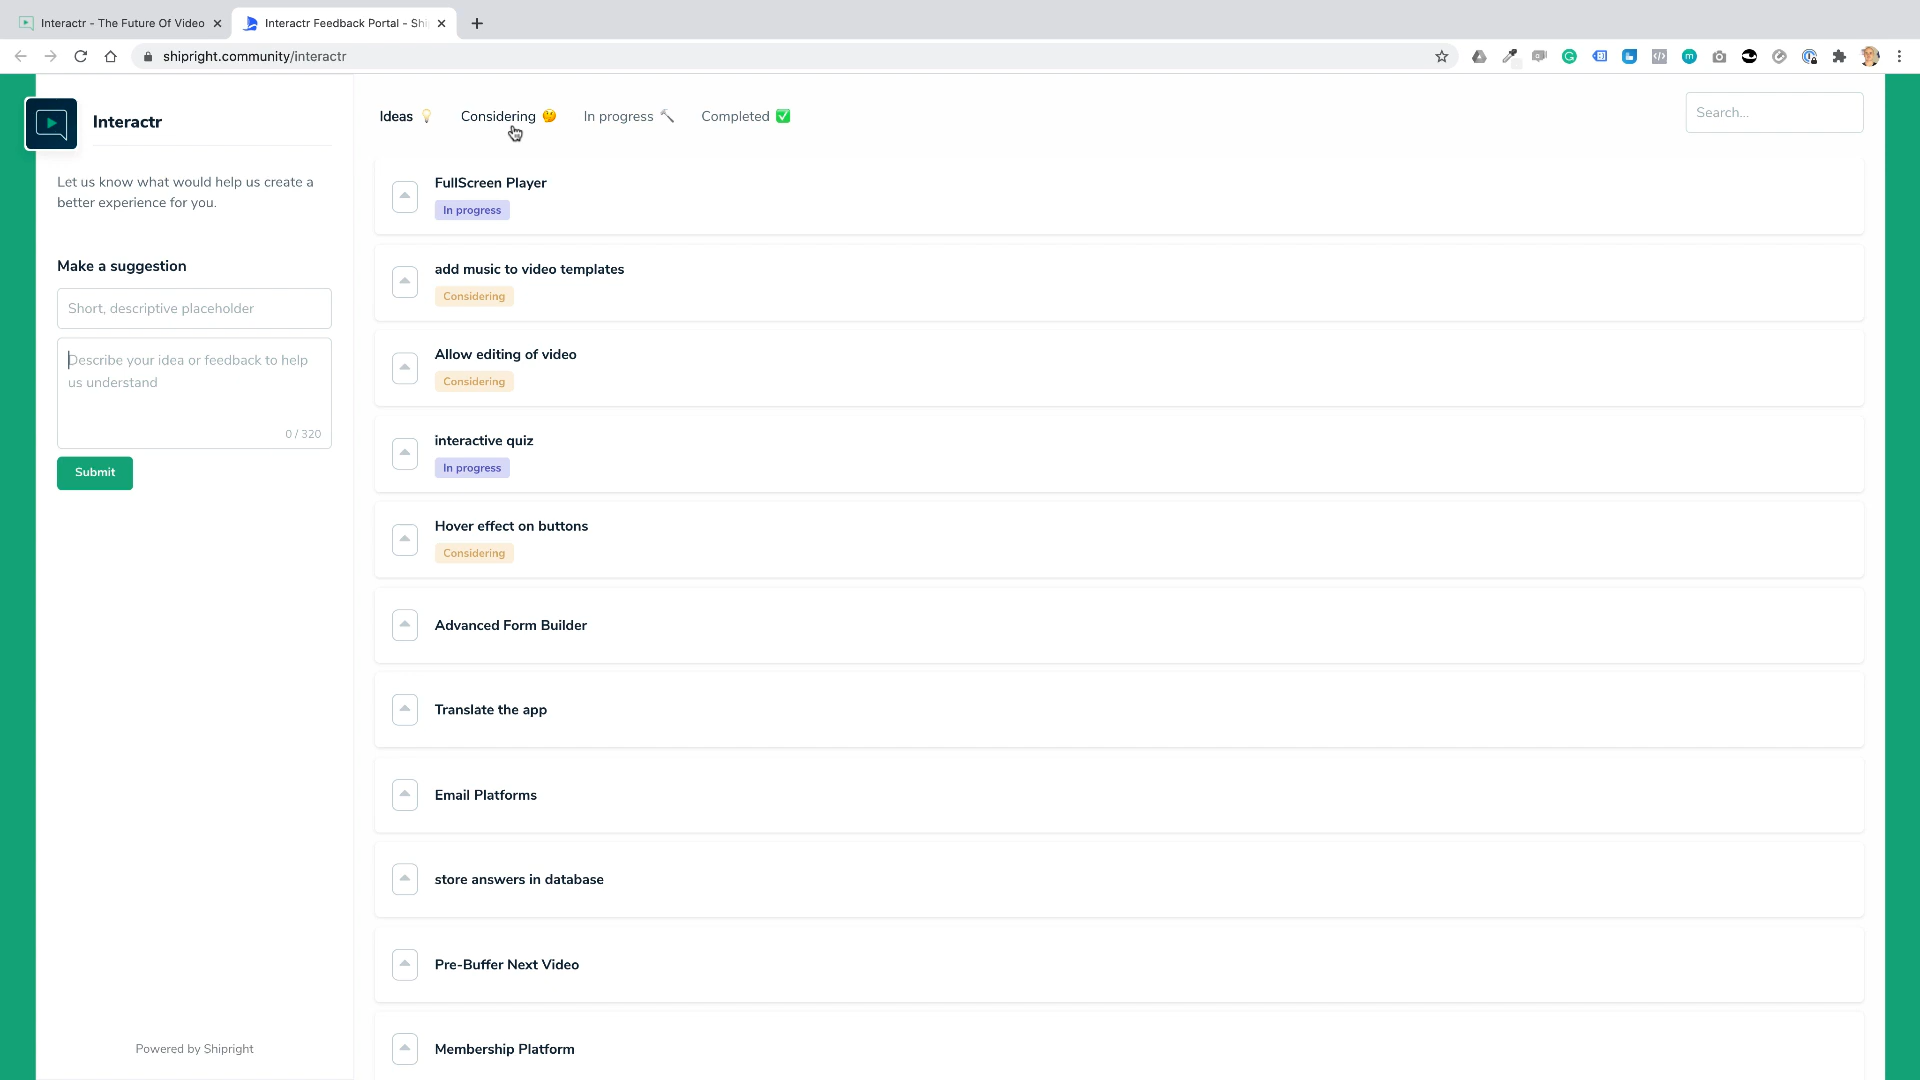 Interactr - The Future Of Video
Interactr Feedback Portal - Shi
shipright.community/interactr
Interactr
Let us know what would help us create a
better experience for you.
Make a suggestion
Short, descriptive placeholder
Describe your idea or feedback to help
us understand
0 / 320
Submit
Powered by Shipright
Ideas 💡 Considering 🤔 In progress 🔨 Completed ✅
Search...
FullScreen Player
In progress
add music to video templates
Considering
Allow editing of video
Considering
interactive quiz
In progress
Hover effect on buttons
Considering
Advanced Form Builder
Translate the app
Email Platforms
store answers in database
Pre-Buffer Next Video
Membership Platform